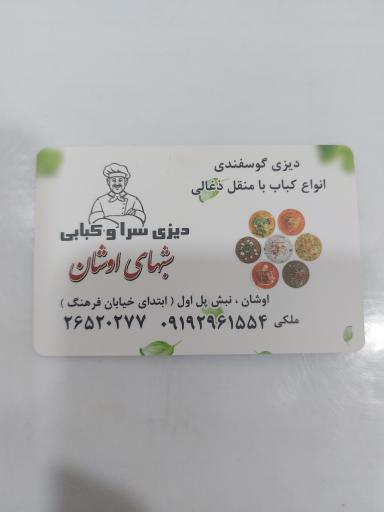 دیزی گوسفندی
انواع کباب با منقل ذغالی
دیزی سرا و کبابی
شبهای اوشان
اوشان ، نبش پل اول ( ابتدای خیابان فرهنگ )
ملکی ۰۹۱۹۲۹۶۱۵۵۴ ۲۶۵۲۰۲۷۷